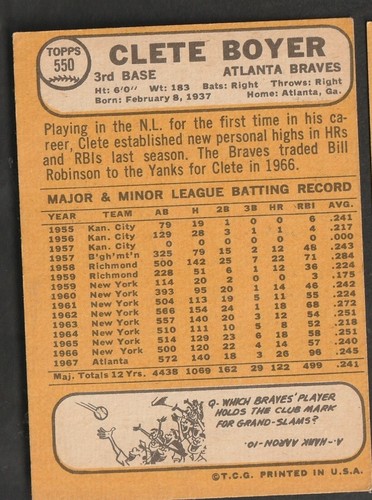 TOPPS
550
CLETE BOYER
3rd BASE ATLANTA BRAVES
Ht: 6'0" Wt: 183 Bats: Right Throws: Right
Born: February 8, 1937 Home: Atlanta, Ga.
Playing in the N.L. for the first time in his ca-
reer, Clete established new personal highs in HRs
and RBIs last season. The Braves traded Bill
Robinson to the Yanks for Clete in 1966.
MAJOR & MINOR LEAGUE BATTING RECORD
YEAR TEAM AB H 2B 3B HR RBI AVG.
1955 Kan. City 79 19 1 0 0 6 .241
1956 Kan. City 129 28 3 1 1 4 .217
1957 Kan. City 0 0 0 0 0 0 .000
1957 B'gh'mt'n 325 79 15 2 12 48 .243
1958 Richmond 500 142 25 7 22 71 .284
1959 Richmond 228 51 6 1 12 36 .224
1959 New York 114 20 2 0 0 3 .175
1960 New York 393 95 20 1 14 46 .242
1961 New York 504 113 19 5 11 55 .224
1962 New York 566 154 24 1 18 68 .272
1963 New York 557 140 20 3 12 54 .251
1964 New York 510 111 10 5 8 52 .218
1965 New York 514 129 23 6 18 58 .251
1966 New York 500 120 22 4 14 57 .240
1967 Atlanta 572 140 18 3 26 96 .245
Maj. Totals 12 Yrs. 4438 1069 162 29 122 499 .241
Q-WHICH BRAVES' PLAYER
HOLDS THE CLUB MARK
FOR GRAND-SLAMS?
A-HANK AARON-10.
©T.C.G. PRINTED IN U.S.A.